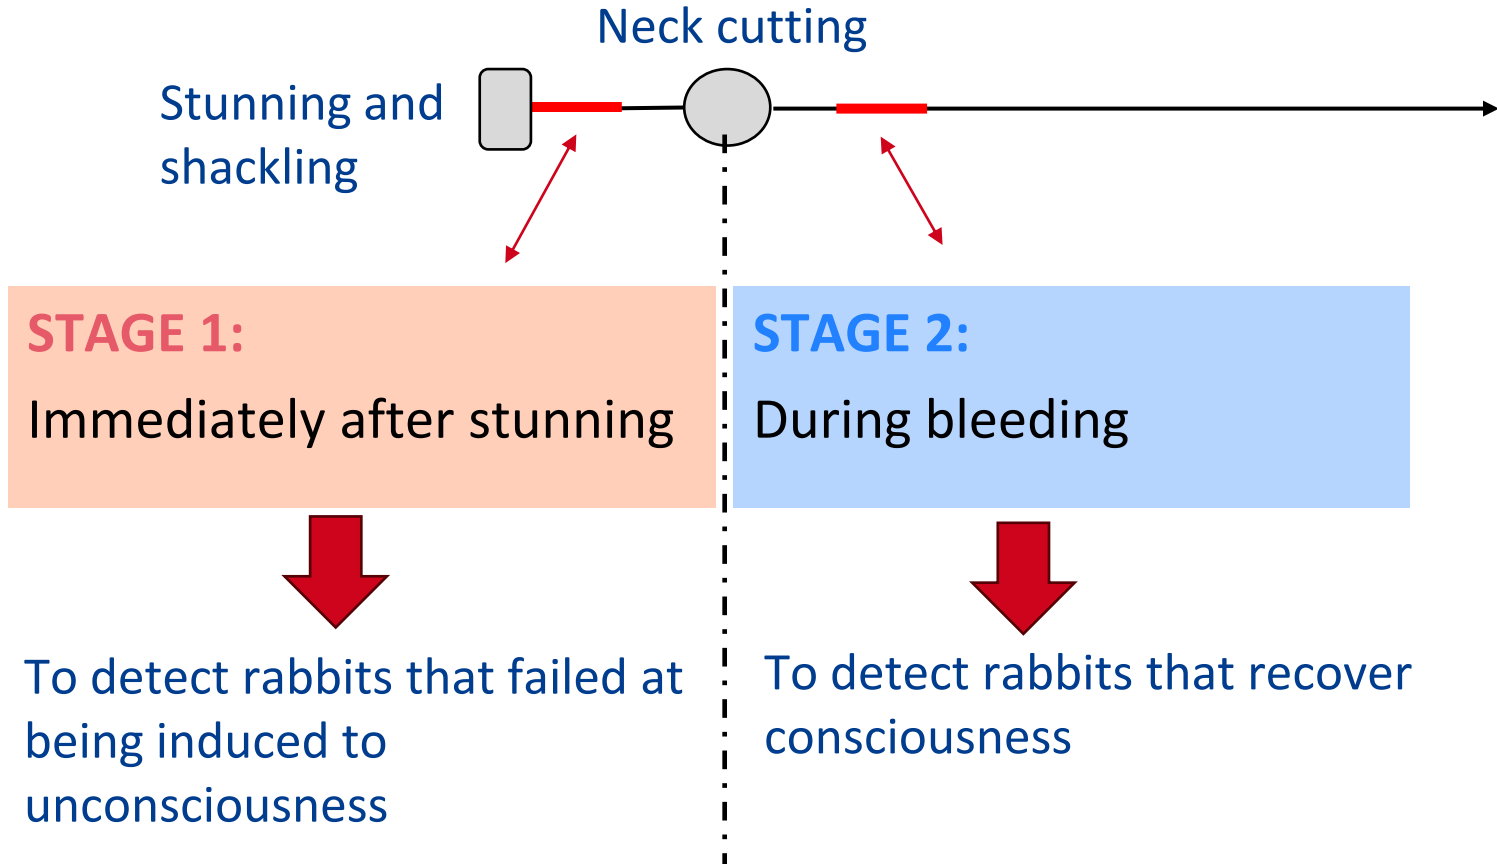 Neck cutting
Stunning and
shackling
STAGE 1:
Immediately after stunning
STAGE 2:
During bleeding
To detect rabbits that failed at
being induced to
unconsciousness
To detect rabbits that recover
consciousness